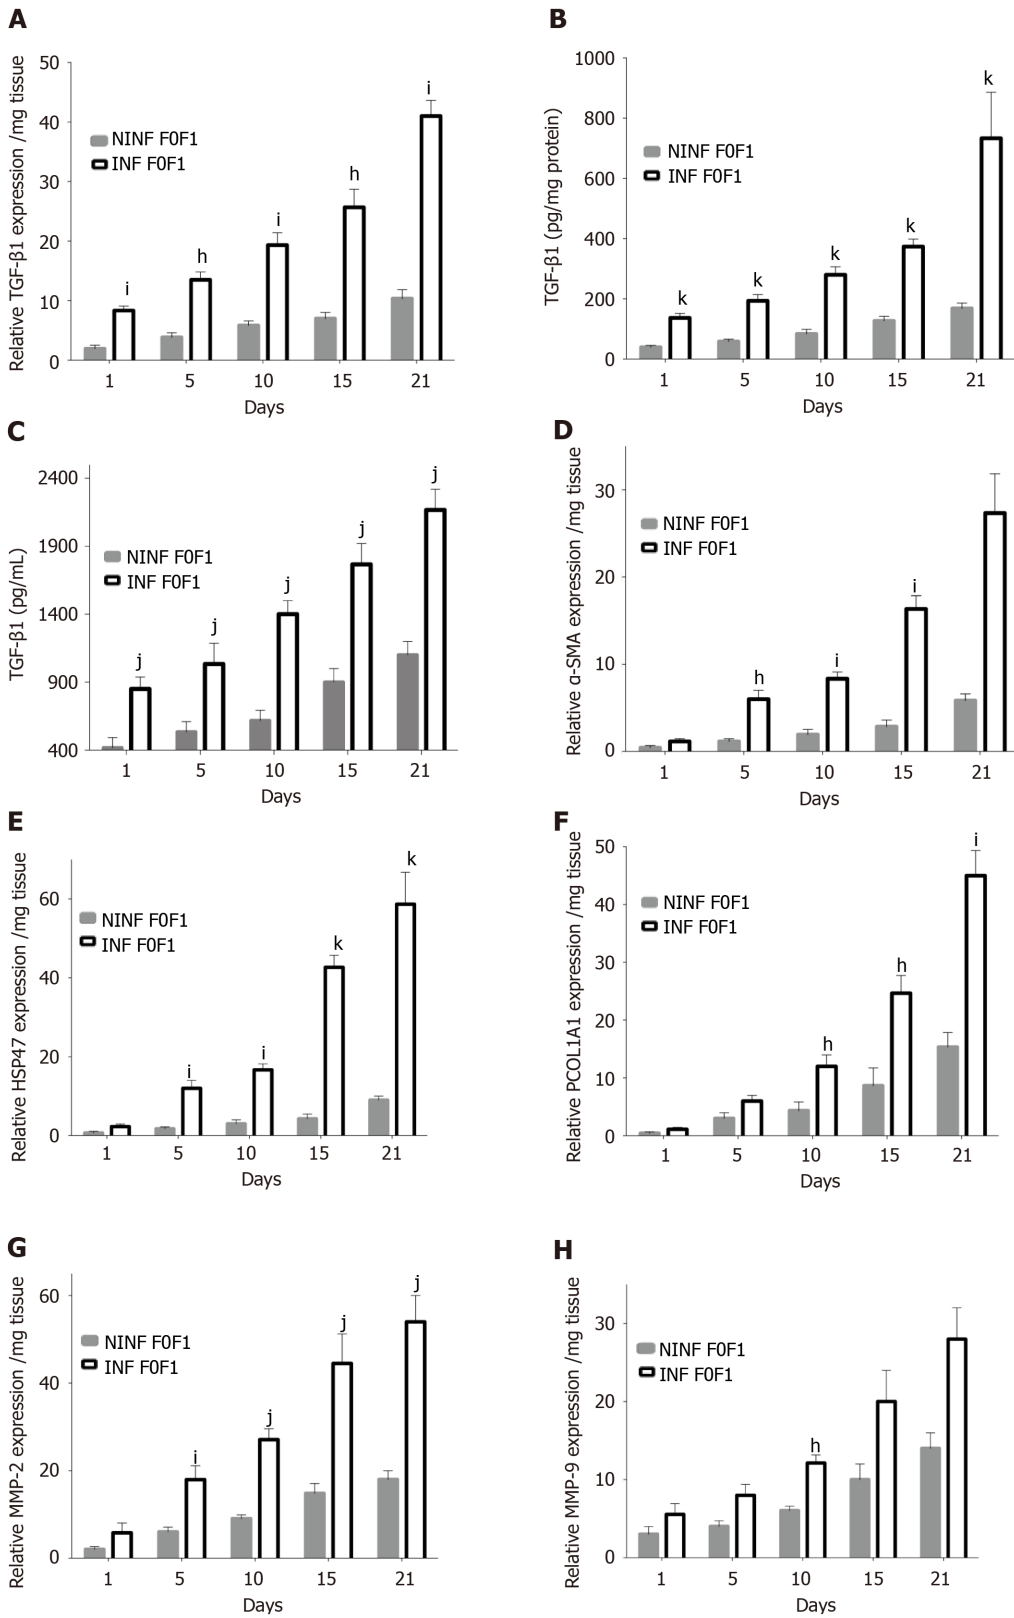 A
Relative TGF-β1 expression /mg tissue
50
40
30
20
10
0
NINF F0F1
INF F0F1
i
h
i
h
i
1 5 10 15 21
Days
B
TGF-β1 (pg/mg protein)
1000
800
600
400
200
0
NINF F0F1
INF F0F1
k
k
k
k
k
1 5 10 15 21
Days
C
TGF-β1 (pg/mL)
2400
1900
1400
900
400
NINF F0F1
INF F0F1
j
j
j
j
j
1 5 10 15 21
Days
D
Relative α-SMA expression /mg tissue
30
20
10
0
NINF F0F1
INF F0F1
h
i
i
1 5 10 15 21
Days
E
Relative HSP47 expression /mg tissue
60
40
20
0
NINF F0F1
INF F0F1
i
i
k
k
1 5 10 15 21
Days
F
Relative PCOL1A1 expression /mg tissue
50
40
30
20
10
0
NINF F0F1
INF F0F1
h
h
i
1 5 10 15 21
Days
G
Relative MMP-2 expression /mg tissue
60
40
20
0
NINF F0F1
INF F0F1
i
j
j
j
1 5 10 15 21
Days
H
Relative MMP-9 expression /mg tissue
30
20
10
0
NINF F0F1
INF F0F1
h
1 5 10 15 21
Days